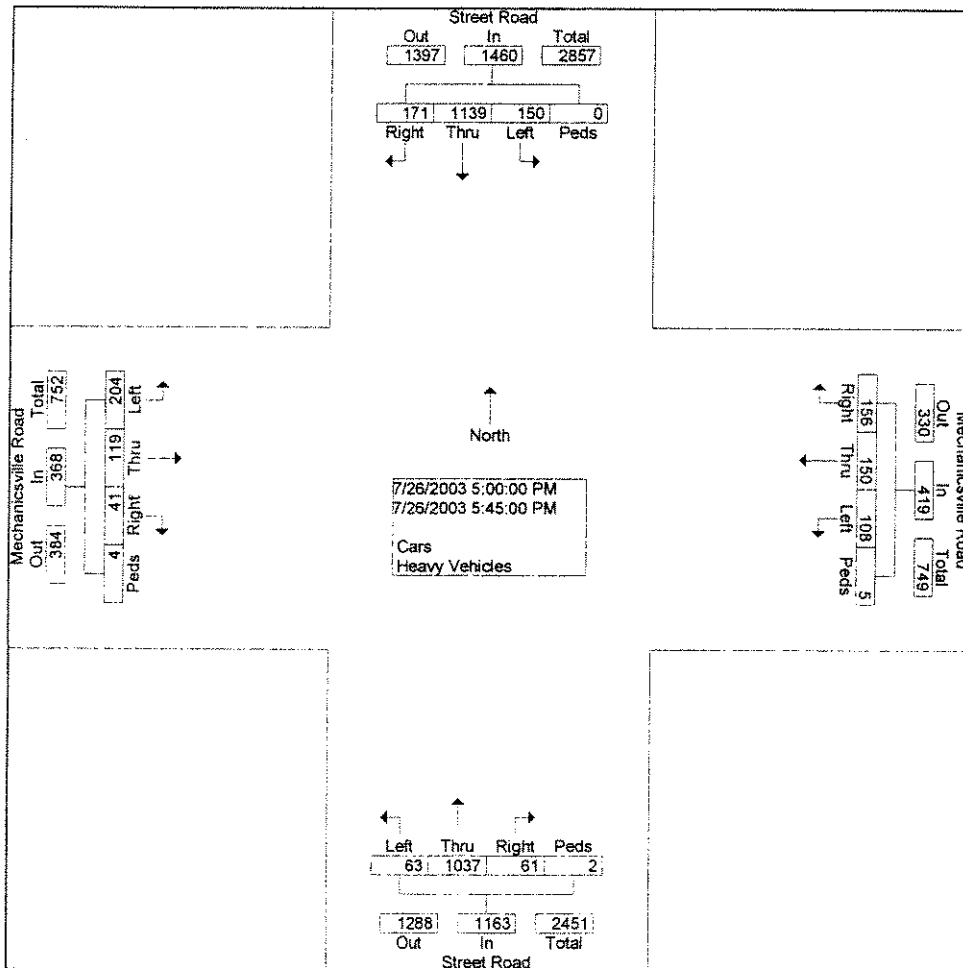 Street Road
Out In Total
1397 1460 2857
171 1139 150 0
Right Thru Left Peds
Mechanicsville Road
Total In Out
752 368 384
204 119 41 4
Left Thru Right Peds
North
7/26/2003 5:00:00 PM
7/26/2003 5:45:00 PM
Cars
Heavy Vehicles
Right Thru Left Peds
156 150 108 5
Out In Total
330 419 749
Mechanicsville Road
Left Thru Right Peds
63 1037 61 2
1288 1163 2451
Out In Total
Street Road